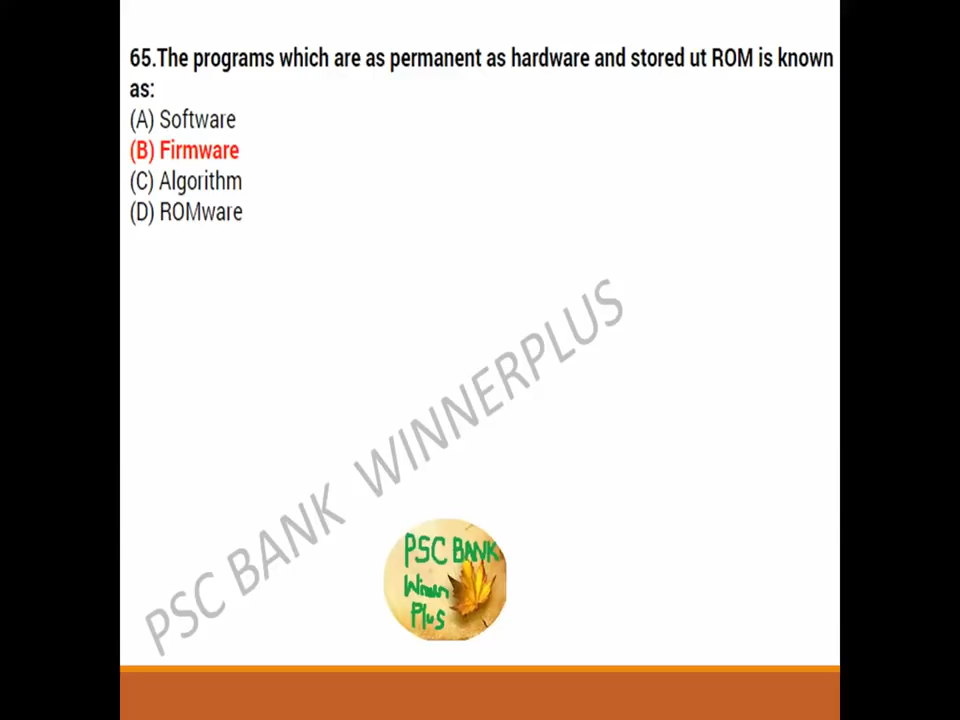 65.The programs which are as permanent as hardware and stored ut ROM is known
as:
(A) Software
(B) Firmware
(C) Algorithm
(D) ROMware
PSC BANK WINNERPLUS
PSC BANK
Winner
Plus